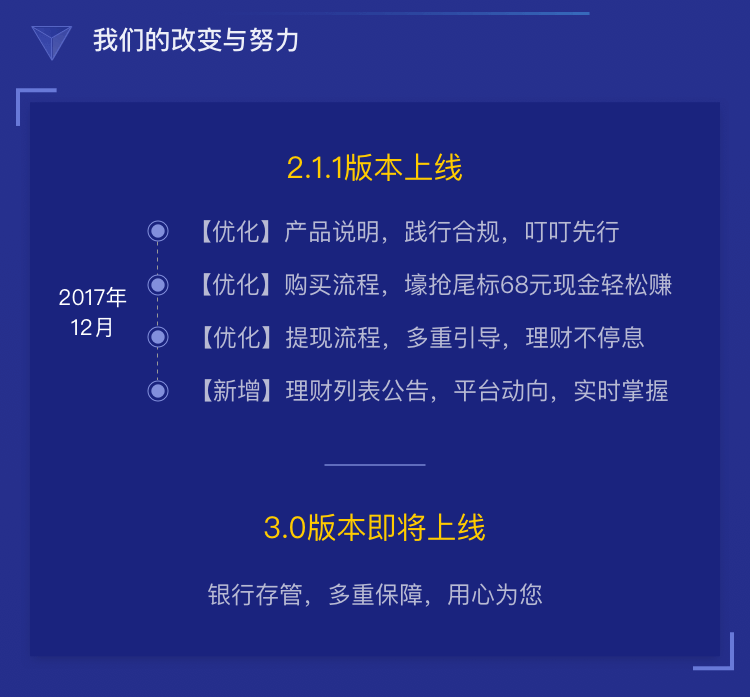 我们的改变与努力
2.1.1版本上线
2017年
12月
【优化】产品说明，践行合规，叮叮先行
【优化】购买流程，壕抢尾标68元现金轻松赚
【优化】提现流程，多重引导，理财不停息
【新增】理财列表公告，平台动向，实时掌握
3.0版本即将上线
银行存管，多重保障，用心为您